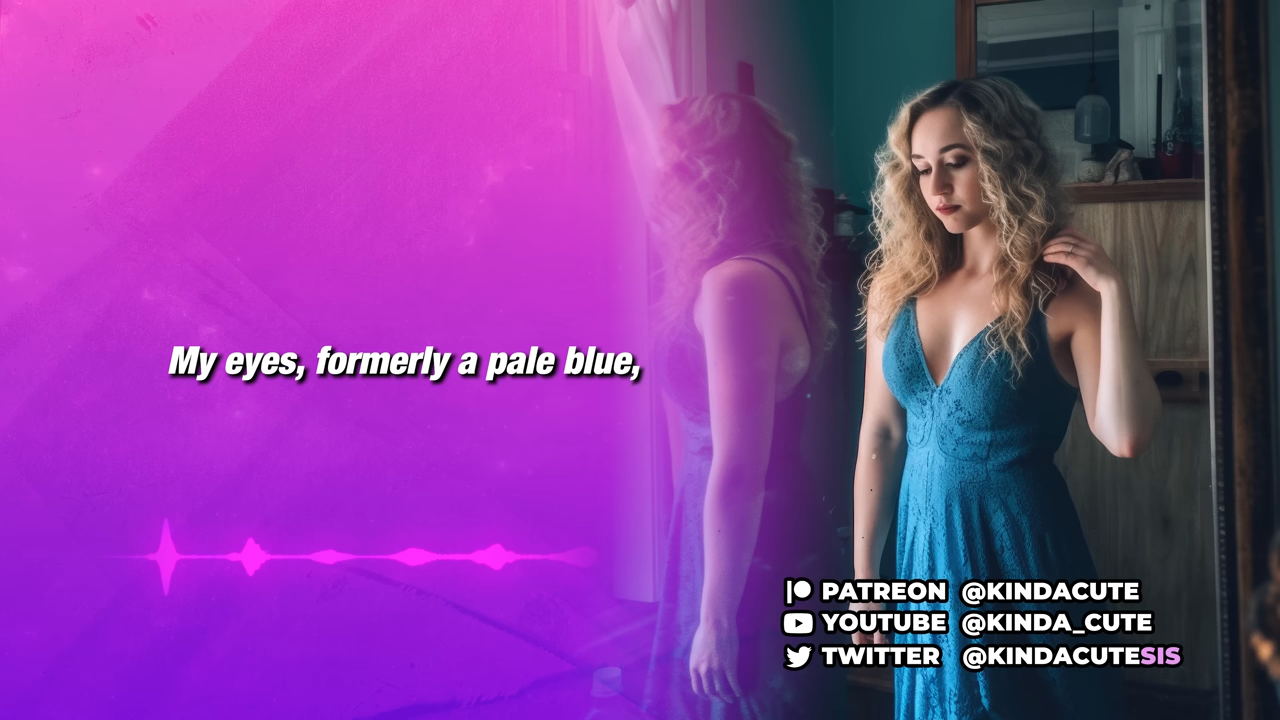 My eyes, formerly a pale blue,
PATREON @KINDACUTE
YOUTUBE @KINDA_CUTE
TWITTER @KINDACUTESIS